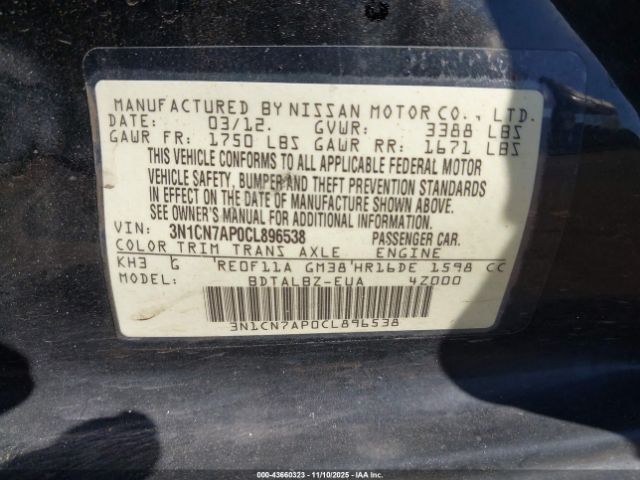 MANUFACTURED BY NISSAN MOTOR CO., LTD.
DATE: 03/12. GVWR: 3388 LBS
GAWR FR: 1750 LBS GAWR RR: 1671 LBS
THIS VEHICLE CONFORMS TO ALL APPLICABLE FEDERAL MOTOR
VEHICLE SAFETY, BUMPER AND THEFT PREVENTION STANDARDS
IN EFFECT ON THE DATE OF MANUFACTURE SHOWN ABOVE.
SEE OWNER'S MANUAL FOR ADDITIONAL INFORMATION.
VIN: 3N1CN7AP0CL896538 PASSENGER CAR.
COLOR TRIM TRANS AXLE ENGINE
KH3 G RE0F11A GM38 HR16DE 1598 CC
MODEL: BDTALBZ-EUA 4Z000
3N1CN7AP0CL896538
000-43660323 - 11/10/2025 - IAAI.COM